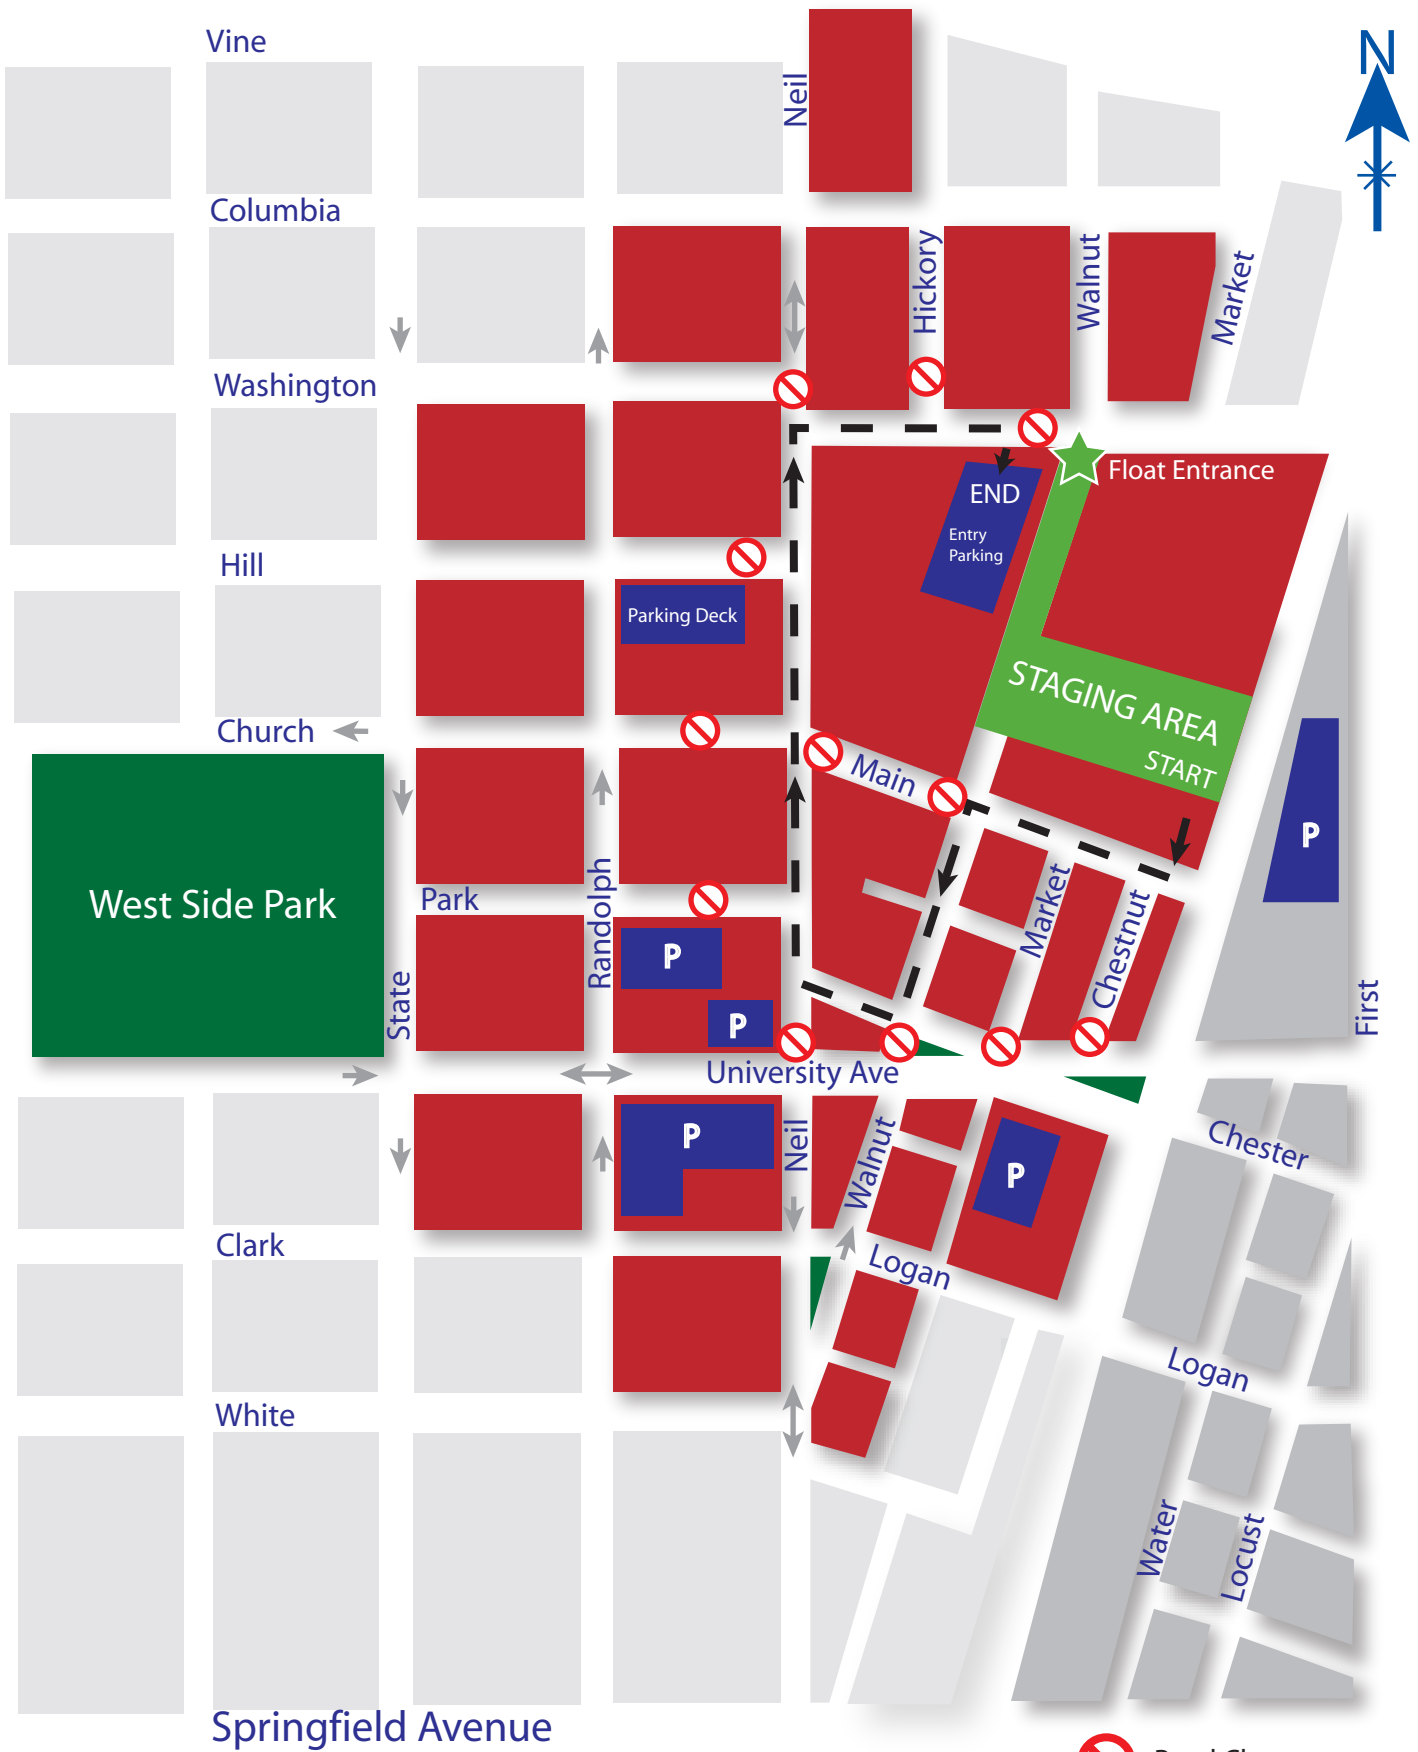 Vine
Neil
N
Columbia
Hickory
Walnut
Market
Washington
Float Entrance
END
Entry
Parking
Hill
Parking Deck
STAGING AREA
START
Church
Main
P
West Side Park
Park
Randolph
Market
Chestnut
P
State
P
First
University Ave
P
Neil
Walnut
P
Chester
Clark
Logan
Logan
White
Water
Locust
Springfield Avenue